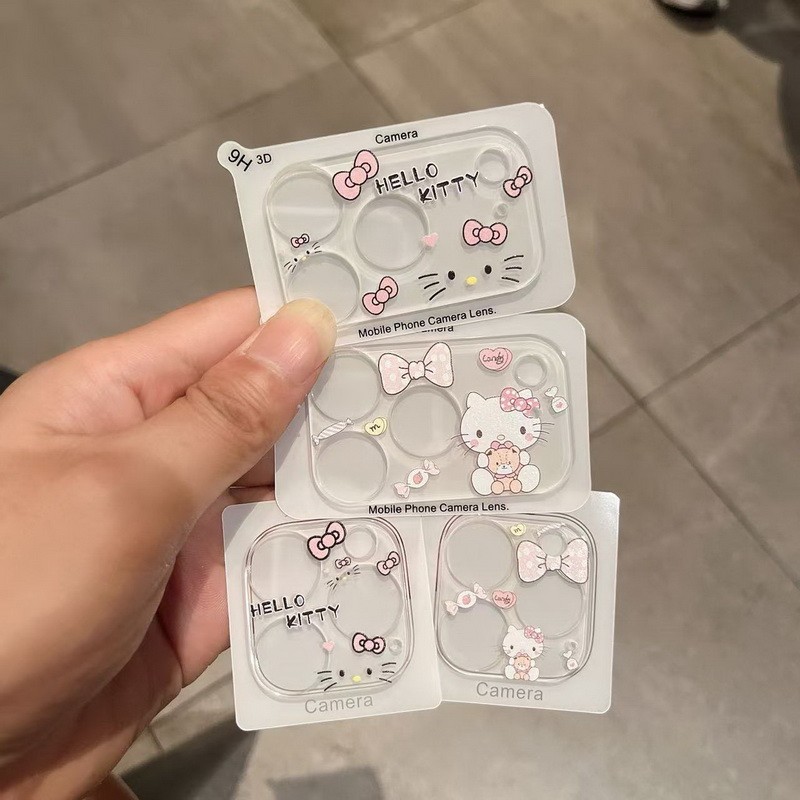 Camera
9H 3D
HELLO
KITTY
Mobile Phone Camera Lens.
Camera
Candy
m
Mobile Phone Camera Lens.
HELLO
KITTY
Camera
m
Candy
Camera